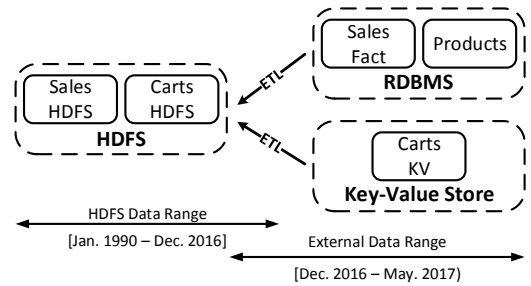 Sales
Fact
Products
RDBMS
ETL
Sales
HDFS
Carts
HDFS
HDFS
ETL
Carts
KV
Key-Value Store
HDFS Data Range
[Jan. 1990 – Dec. 2016]
External Data Range
[Dec. 2016 – May. 2017)